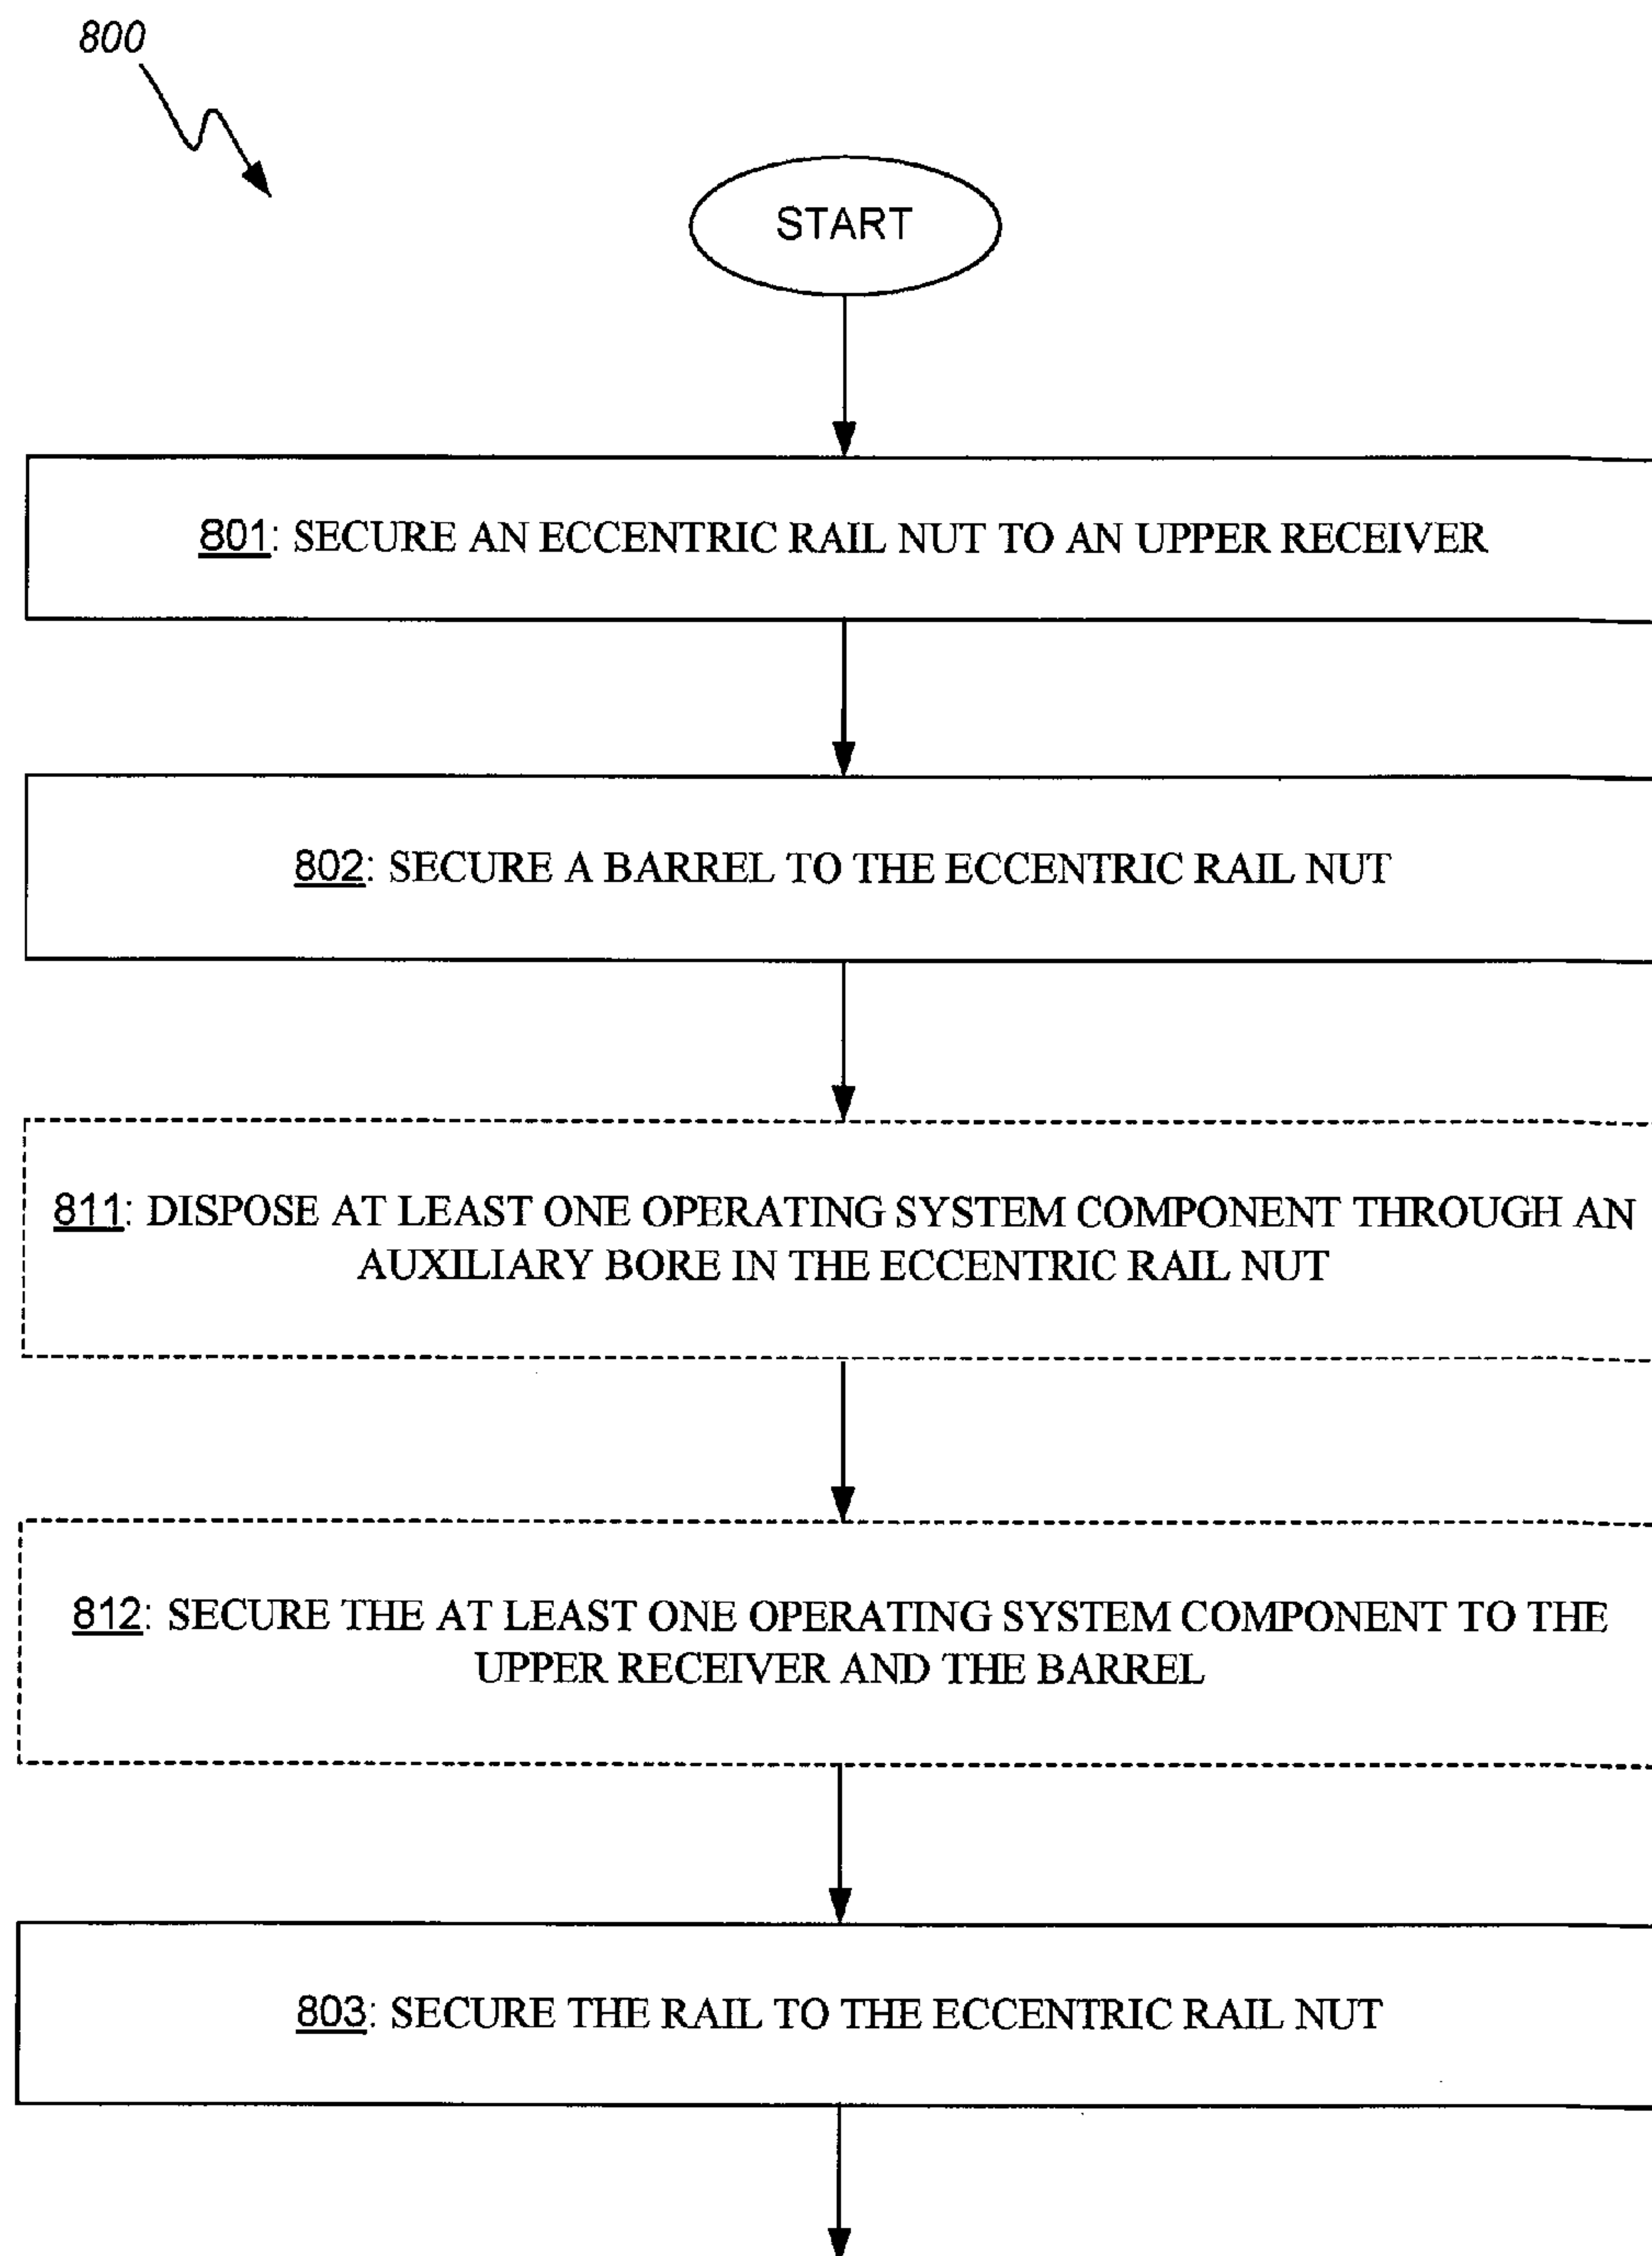 800
START
801: SECURE AN ECCENTRIC RAIL NUT TO AN UPPER RECEIVER
802: SECURE A BARREL TO THE ECCENTRIC RAIL NUT
811: DISPOSE AT LEAST ONE OPERATING SYSTEM COMPONENT THROUGH AN
AUXILIARY BORE IN THE ECCENTRIC RAIL NUT
812: SECURE THE AT LEAST ONE OPERATING SYSTEM COMPONENT TO THE
UPPER RECEIVER AND THE BARREL
803: SECURE THE RAIL TO THE ECCENTRIC RAIL NUT